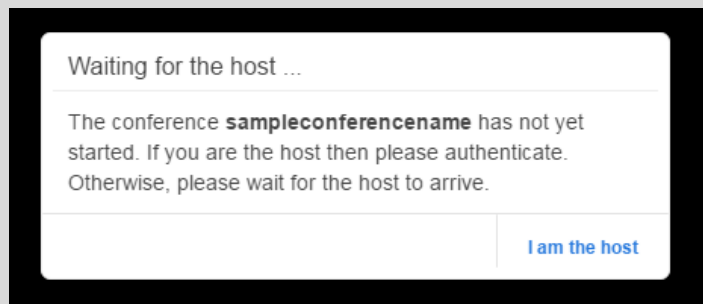 Waiting for the host ...
The conference sampleconferencename has not yet
started. If you are the host then please authenticate.
Otherwise, please wait for the host to arrive.
I am the host